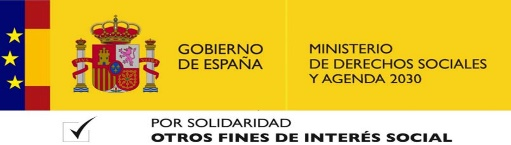 GOBIERNO
DE ESPAÑA
MINISTERIO
DE DERECHOS SOCIALES
Y AGENDA 2030
POR SOLIDARIDAD
OTROS FINES DE INTERÉS SOCIAL